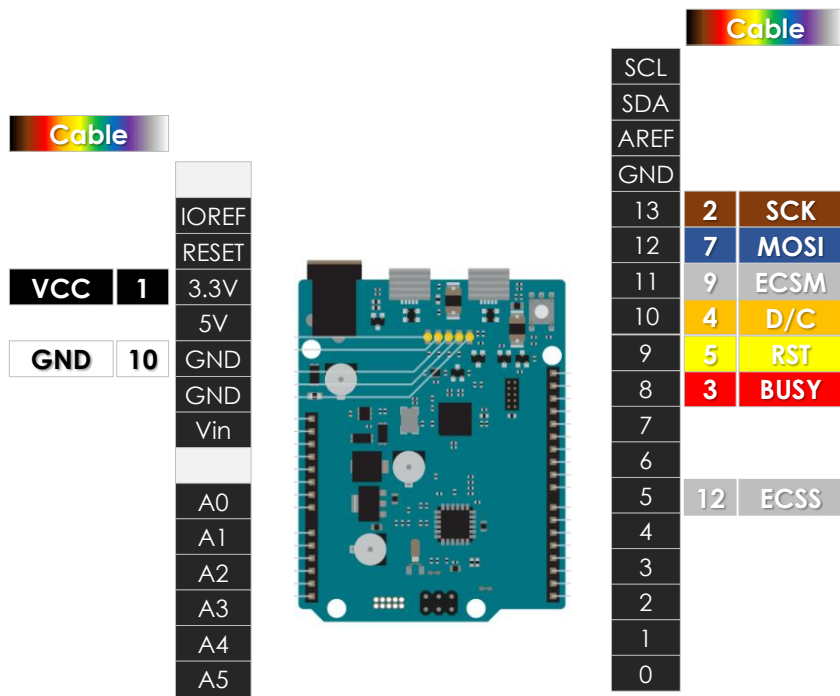 Cable
SCL
SDA
AREF
GND
13 2 SCK
12 7 MOSI
11 9 ECSM
10 4 D/C
9 5 RST
8 3 BUSY
7
6
5 12 ECSS
4
3
2
1
0
Cable
IOREF
RESET
VCC 1 3.3V
5V
GND 10 GND
GND
Vin
A0
A1
A2
A3
A4
A5